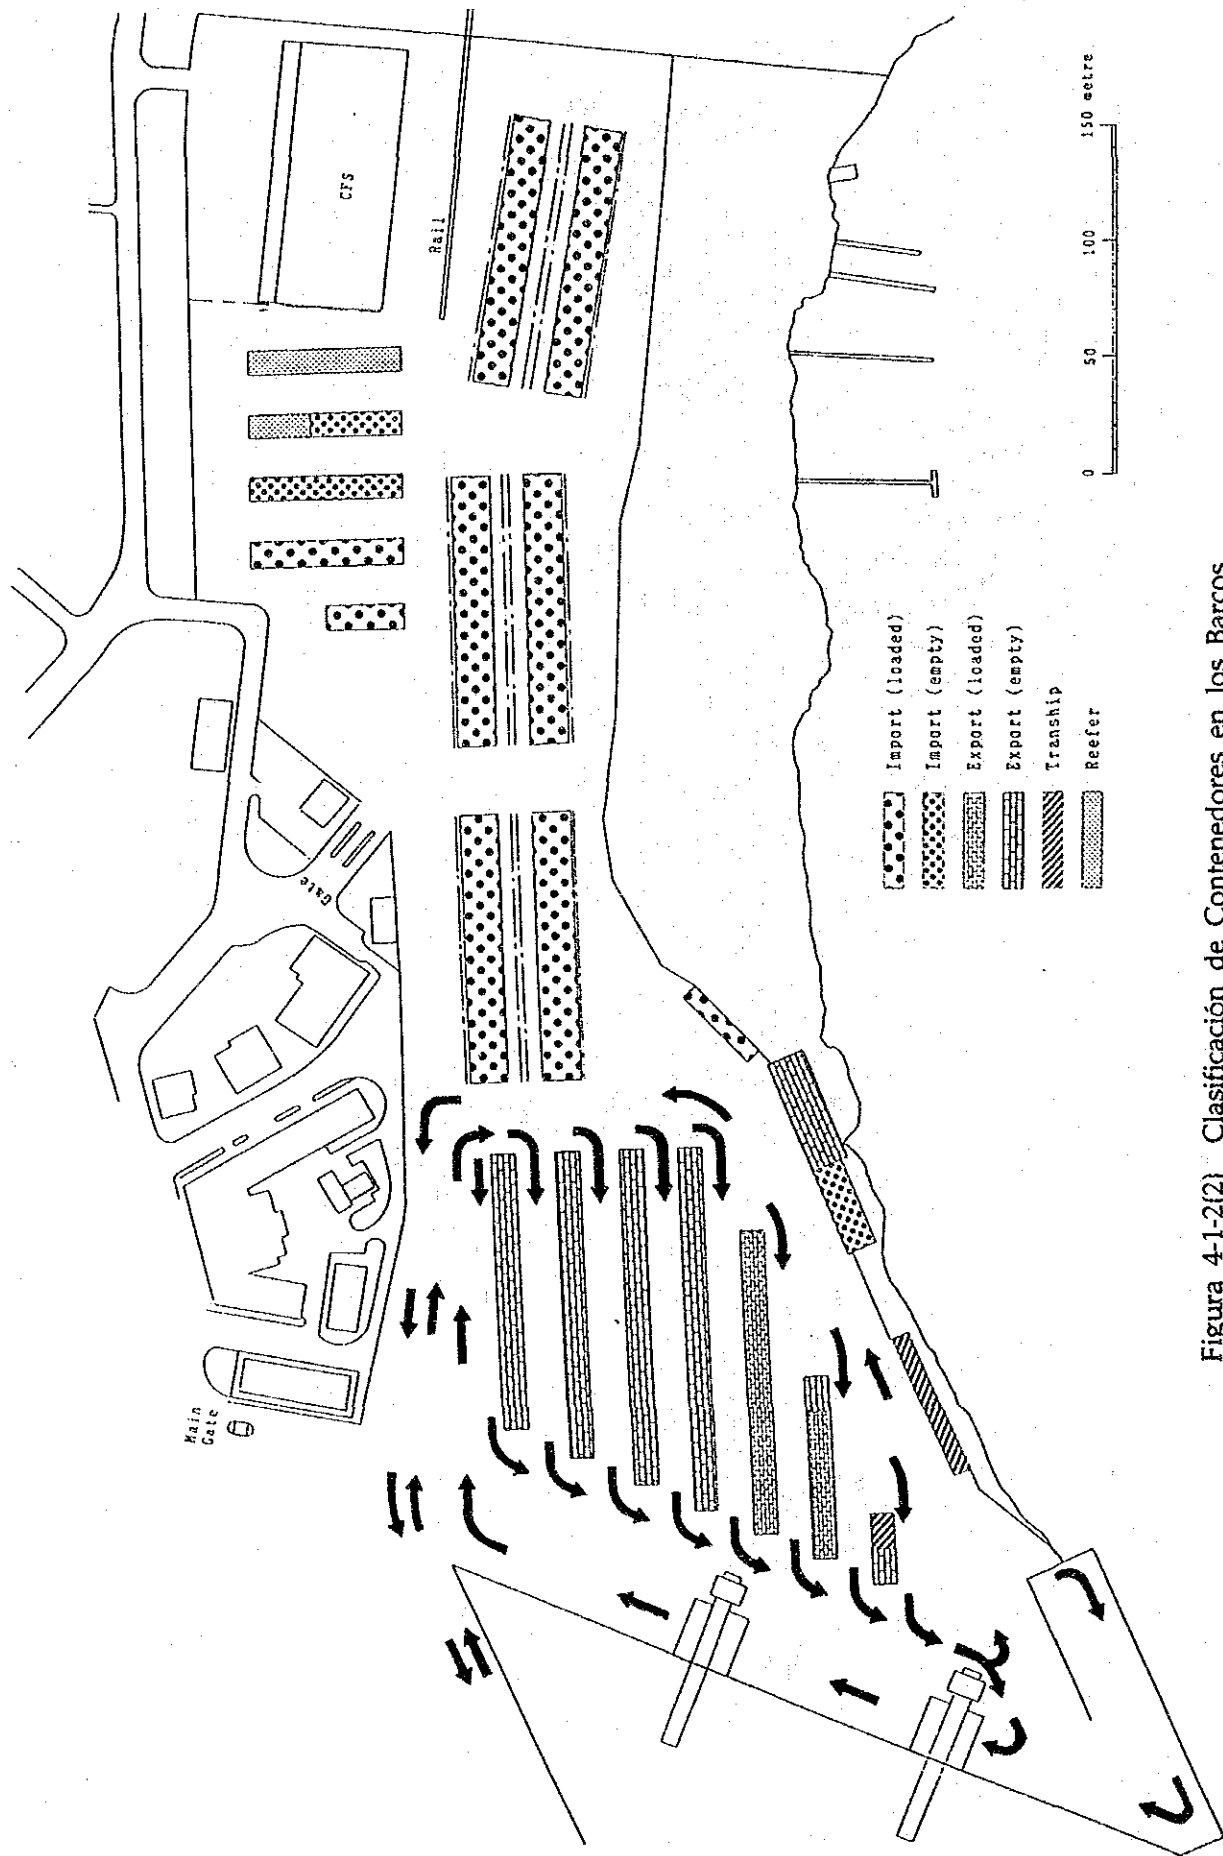 Main
Gate
Gate
Rail
CFS
Import (loaded)
Import (empty)
Export (loaded)
Export (empty)
Tranship
Reefer
0 50 100 150 metre
Figura 4-1-2(2) Clasificación de Contenedores en los Barcos